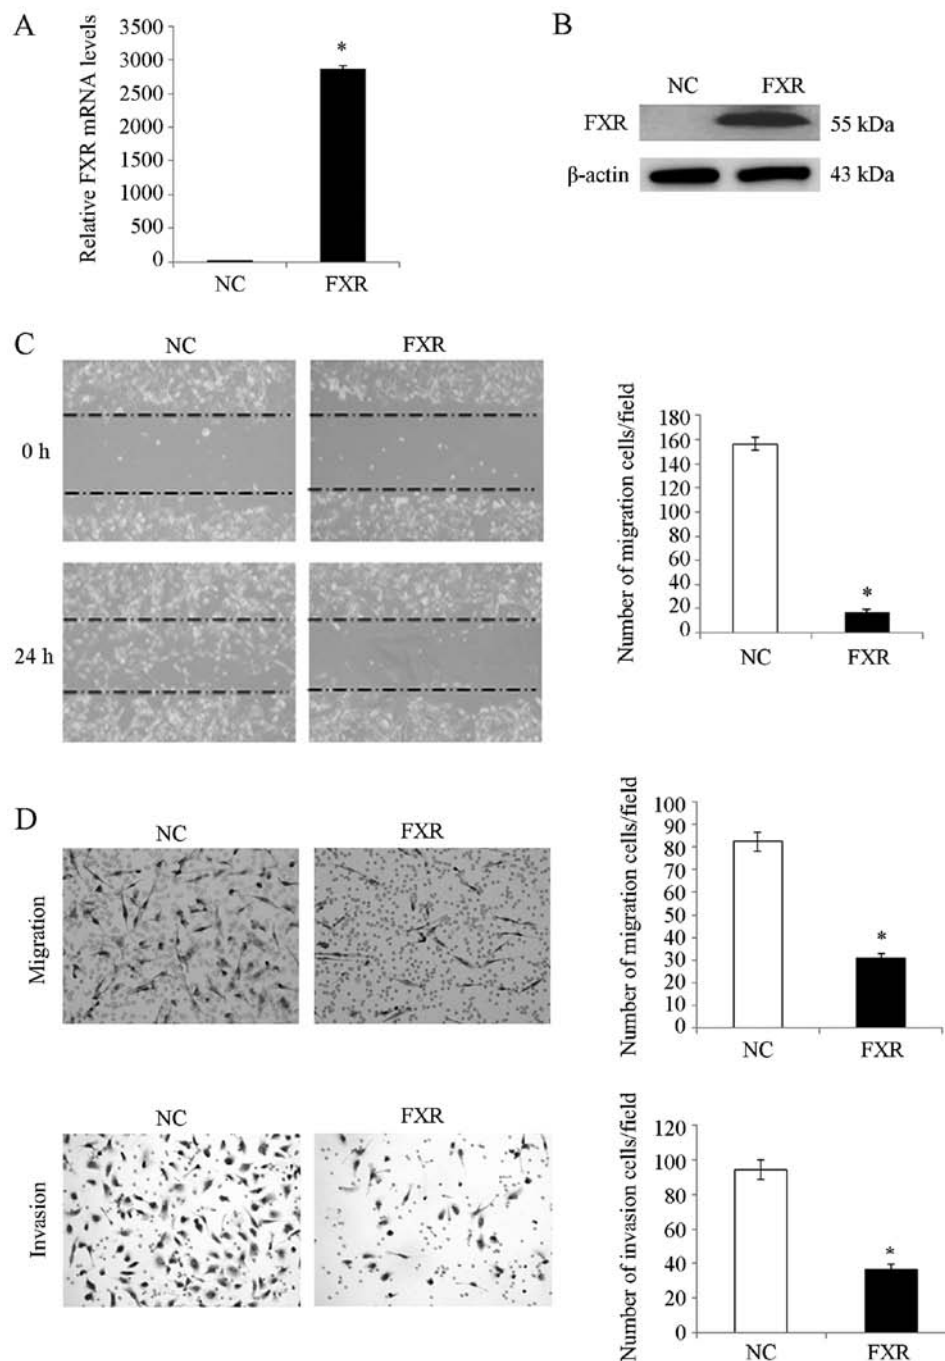 A
Relative FXR mRNA levels
3500
3000
2500
2000
1500
1000
500
0
*
NC FXR
B
NC FXR
FXR 55 kDa
β-actin 43 kDa
C
NC FXR
0 h
24 h
Number of migration cells/field
180
160
140
120
100
80
60
40
20
0
*
NC FXR
D
NC FXR
Migration
Number of migration cells/field
100
90
80
70
60
50
40
30
20
10
0
*
NC FXR
NC FXR
Invasion
Number of invasion cells/field
120
100
80
60
40
20
0
*
NC FXR